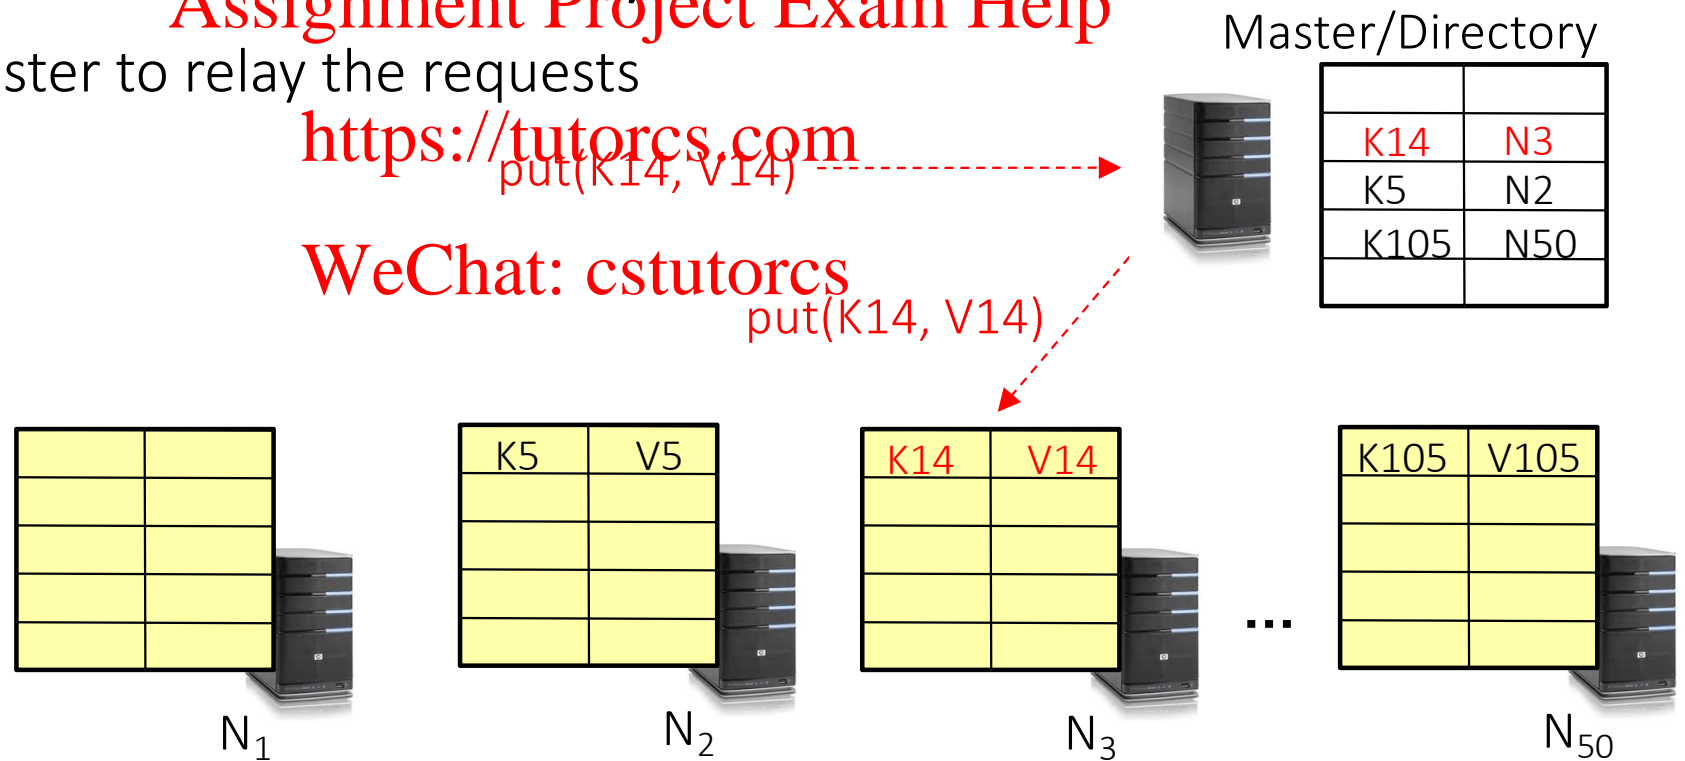 Assignment Project Exam Help
Master/Directory
ster to relay the requests
https://tutorcs.com
put(K14, V14)
K14 N3
K5 N2
K105 N50
WeChat: cstutorcs
put(K14, V14)
K5 V5
K14 V14
K105 V105
...
N1
N2
N3
N50